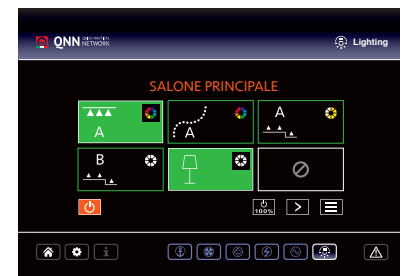 QNN NETWORK
Lighting
SALONE PRINCIPALE
A
A
A
B
100%
i